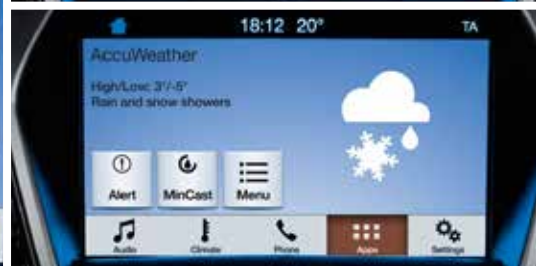 18:12 20° TA
AccuWeather
High/Low: 3°/-5°
Rain and snow showers
Alert MinCast Menu
Audio Climate Phone Apps Settings